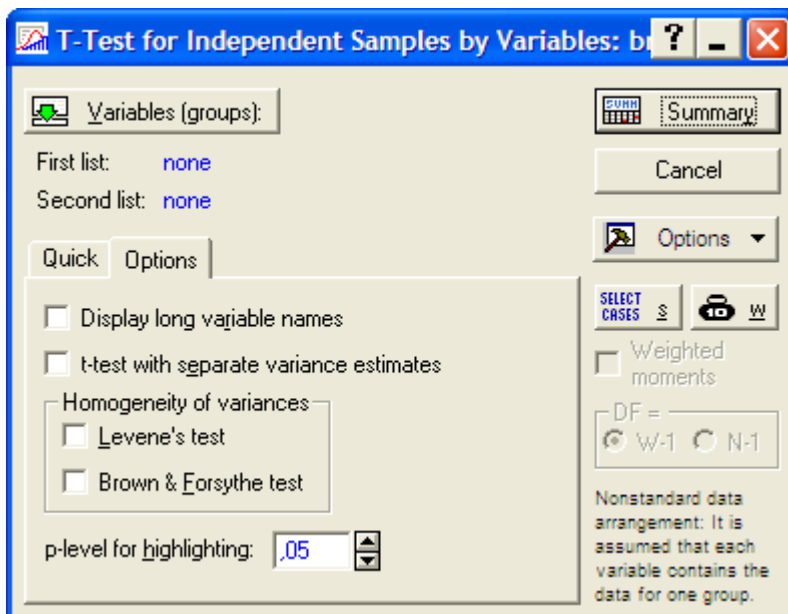 T-Test for Independent Samples by Variables: br
Variables (groups):
First list: none
Second list: none
Quick
Options
Display long variable names
t-test with separate variance estimates
Homogeneity of variances
Levene's test
Brown & Forsythe test
p-level for highlighting: ,05
Summary
Cancel
Options
SELECT CASES S
W
Weighted
moments
DF =
W-1 N-1
Nonstandard data
arrangement: It is
assumed that each
variable contains the
data for one group.